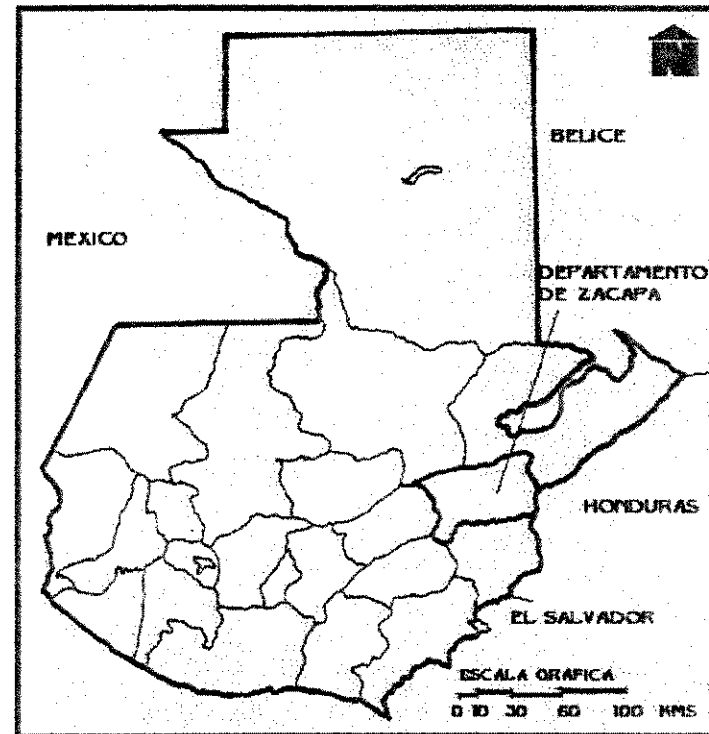 N
BELICE
MEXICO
DEPARTAMENTO
DE ZACAPA
HONDURAS
EL SALVADOR
ESCALA GRAFICA
0 10 30 60 100 KMS